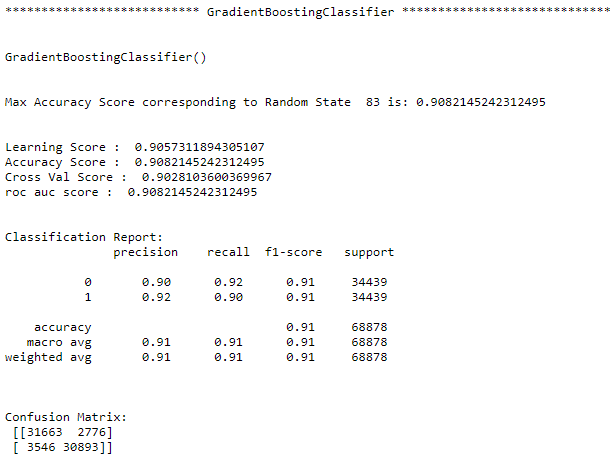 *************************** GradientBoostingClassifier *****************************
GradientBoostingClassifier()
Max Accuracy Score corresponding to Random State  83 is: 0.9082145242312495
Learning Score :  0.9057311894305107
Accuracy Score :  0.9082145242312495
Cross Val Score :  0.9028103600369967
roc auc score :  0.9082145242312495
Classification Report:
               precision    recall  f1-score   support
           0       0.90      0.92      0.91     34439
           1       0.92      0.90      0.91     34439
    accuracy                           0.91     68878
   macro avg       0.91      0.91      0.91     68878
weighted avg       0.91      0.91      0.91     68878
Confusion Matrix:
 [[31663  2776]
 [ 3546 30893]]